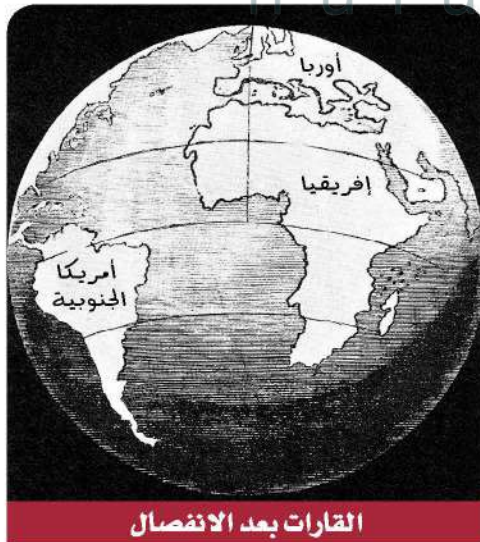 أوربا
إفريقيا
أمريكا
الجنوبية
القارات بعد الانفصال